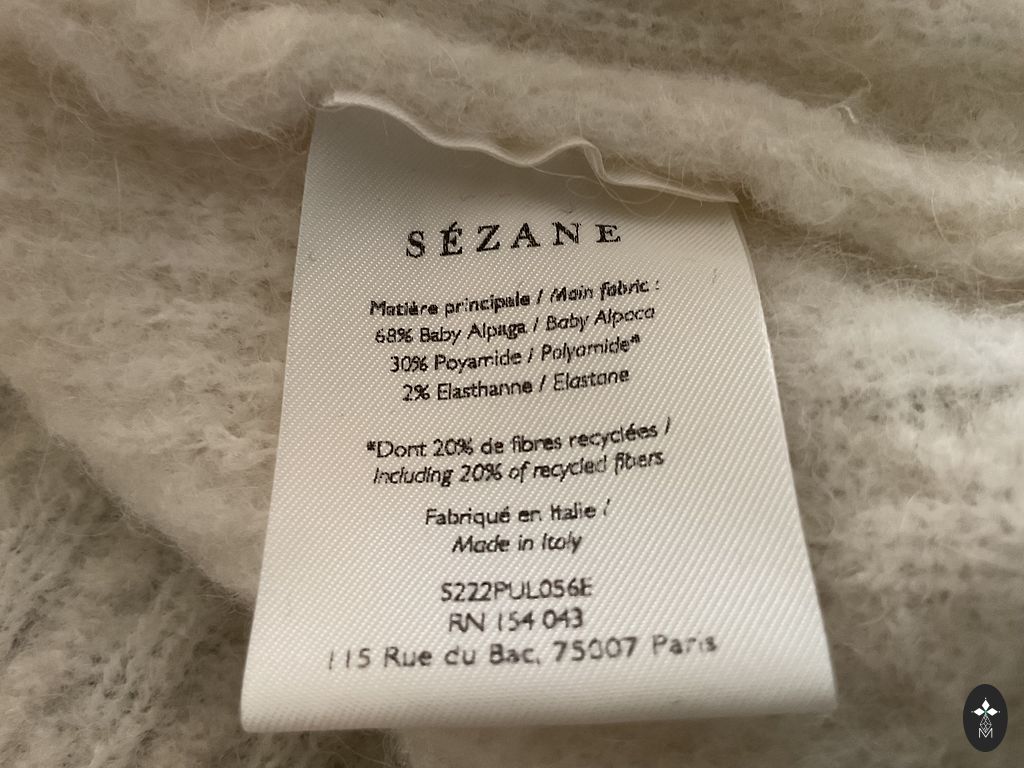 SÉZANE
Matière principale / Main fabric :
68% Baby Alpaga / Baby Alpaca
30% Poyamide / Polyamide*
2% Elasthanne / Elastane
*Dont 20% de fibres recyclées /
Including 20% of recycled fibers
Fabriqué en Italie /
Made in Italy
S222PUL056E
RN 154 043
115 Rue du Bac, 75007 Paris
M